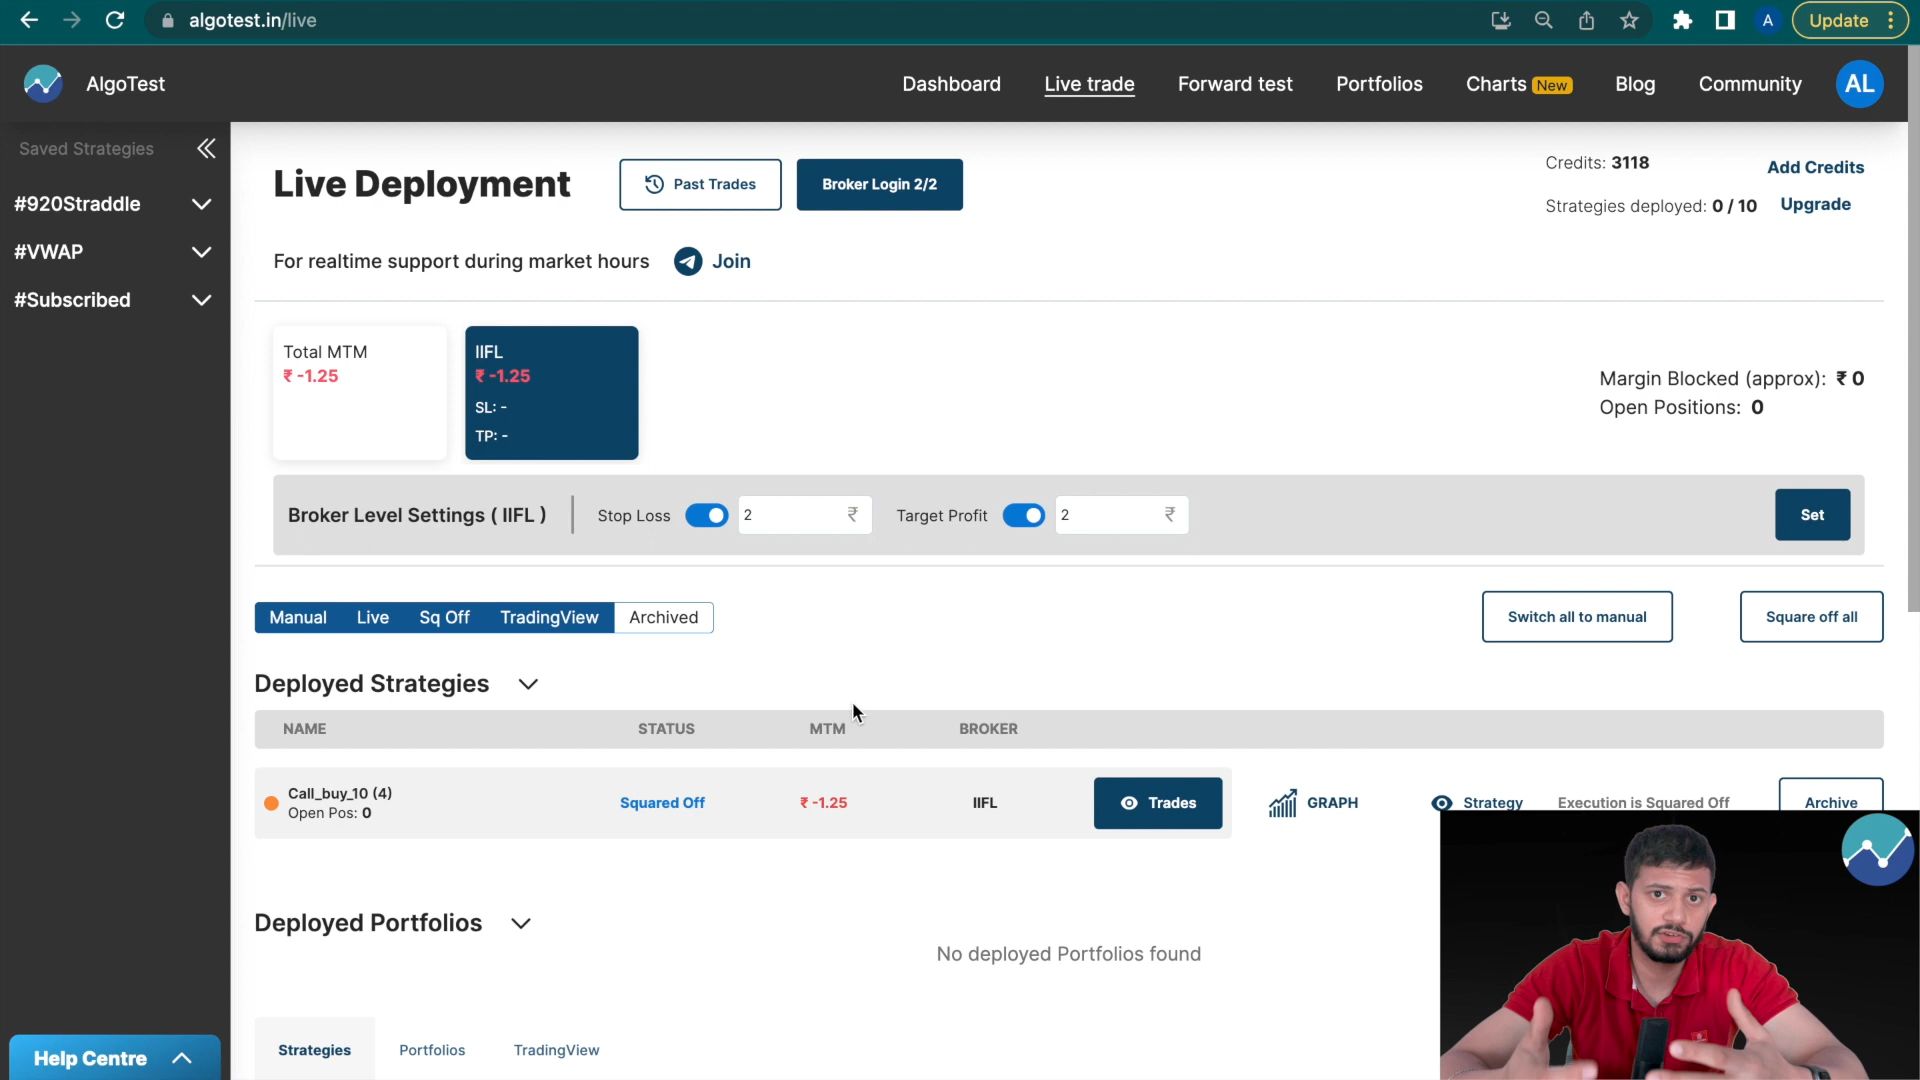 algotest.in/live
A
Update
AlgoTest
Dashboard
Live trade
Forward test
Portfolios
Charts New
Blog
Community
AL
Saved Strategies
#920Straddle
#VWAP
#Subscribed
Live Deployment
Past Trades
Broker Login 2/2
Credits: 3118
Add Credits
Strategies deployed: 0 / 10
Upgrade
For realtime support during market hours
Join
Total MTM
₹ -1.25
IIFL
₹ -1.25
SL: -
TP: -
Margin Blocked (approx): ₹ 0
Open Positions: 0
Broker Level Settings ( IIFL )
Stop Loss
2 ₹
Target Profit
2 ₹
Set
Manual
Live
Sq Off
TradingView
Archived
Switch all to manual
Square off all
Deployed Strategies
NAME
STATUS
MTM
BROKER
Call_buy_10 (4)
Open Pos: 0
Squared Off
₹ -1.25
IIFL
Trades
GRAPH
Strategy
Execution is Squared Off
Archive
Deployed Portfolios
No deployed Portfolios found
Strategies
Portfolios
TradingView
Help Centre